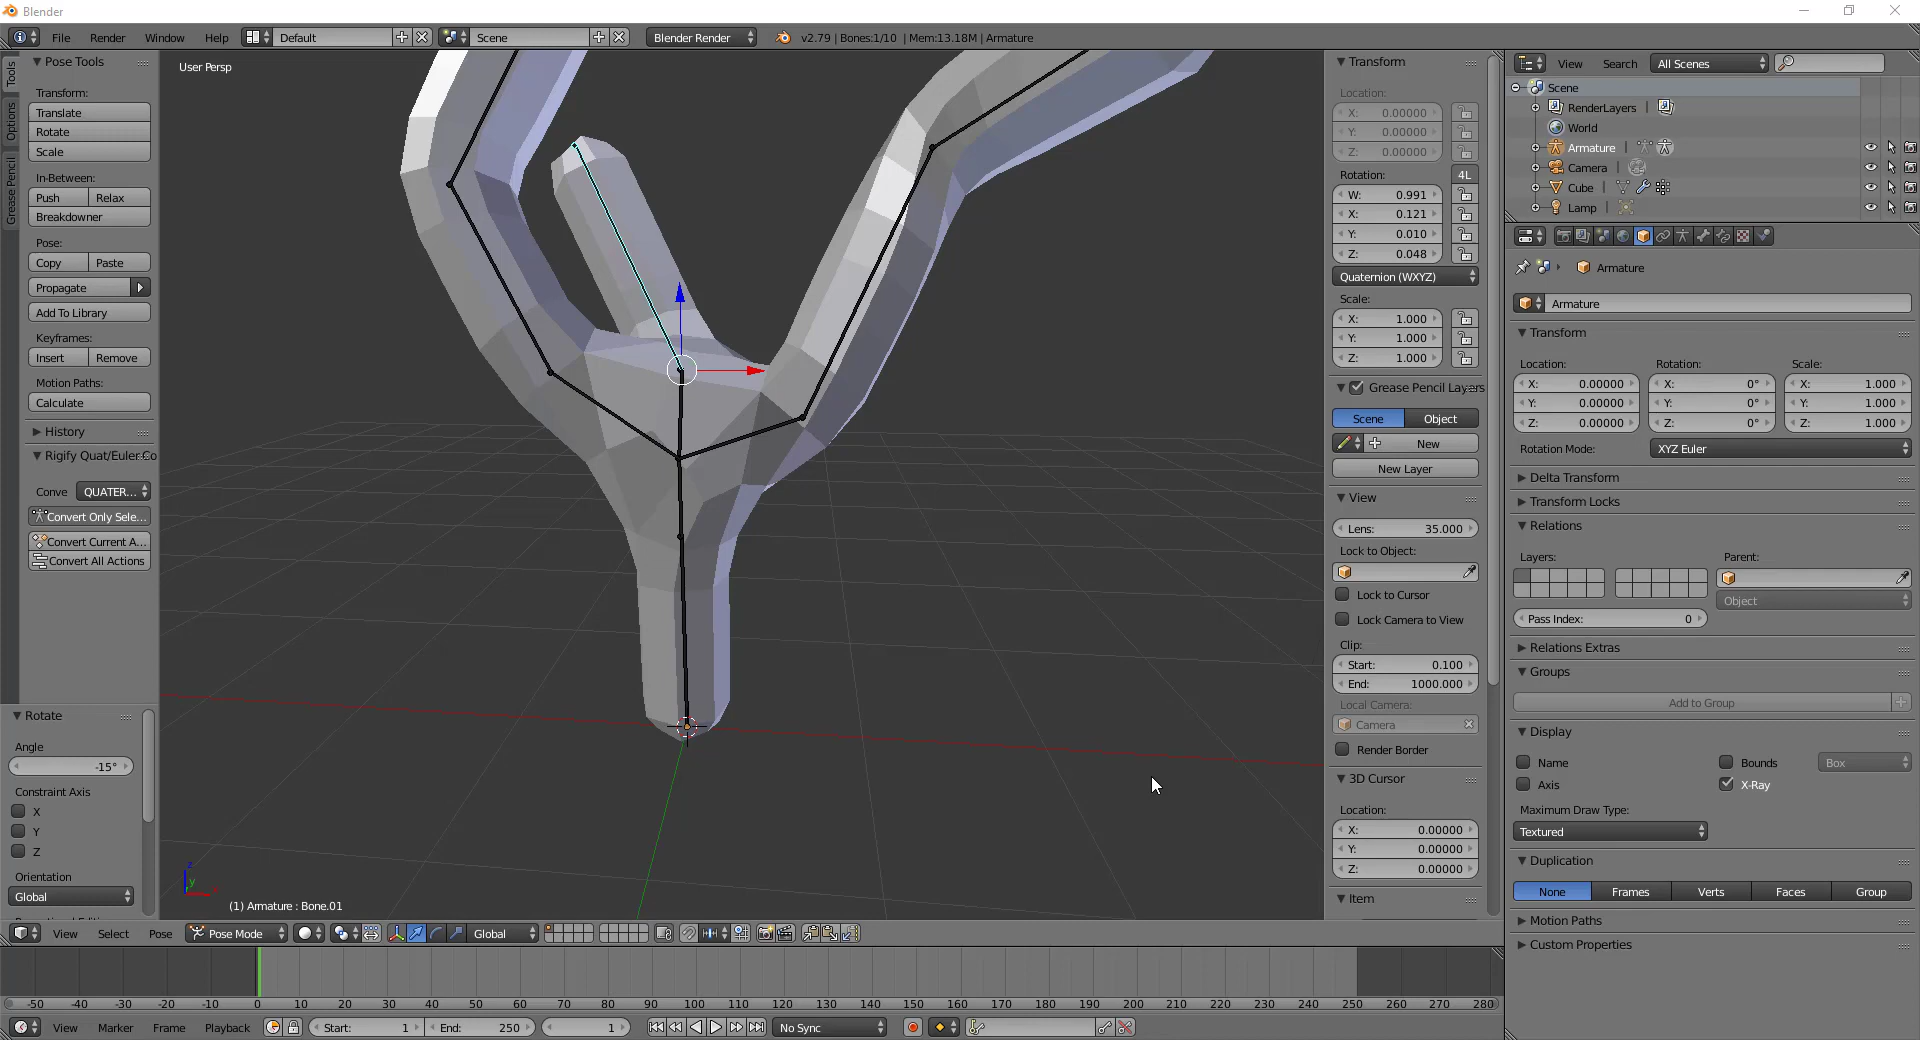 Blender
File Render Window Help Default Scene Blender Render v2.79 | Bones:1/10 | Mem:13.18M | Armature
Tools
Options
Grease Pencil
Pose Tools
Transform:
Translate
Rotate
Scale
In-Between:
Push Relax
Breakdowner
Pose:
Copy Paste
Propagate
Add To Library
Keyframes:
Insert Remove
Motion Paths:
Calculate
History
Rigify Quat/Euler Co
Conve QUATER...
Convert Only Sele...
Convert Current A...
Convert All Actions
Rotate
Angle
-15°
Constraint Axis
X
Y
Z
Orientation
Global
User Persp
z
y
(1) Armature : Bone.01
Transform
Location:
X: 0.00000
Y: 0.00000
Z: 0.00000
Rotation: 4L
W: 0.991
X: 0.121
Y: 0.010
Z: 0.048
Quaternion (WXYZ)
Scale:
X: 1.000
Y: 1.000
Z: 1.000
Grease Pencil Layers
Scene Object
New
New Layer
View
Lens: 35.000
Lock to Object:
Lock to Cursor
Lock Camera to View
Clip:
Start: 0.100
End: 1000.000
Local Camera:
Camera
Render Border
3D Cursor
Location:
X: 0.00000
Y: 0.00000
Z: 0.00000
Item
View Search All Scenes
Scene
RenderLayers |
World
Armature |
Camera |
Cube |
Lamp |
Armature
Armature
Transform
Location: Rotation: Scale:
X: 0.00000 X: 0° X: 1.000
Y: 0.00000 Y: 0° Y: 1.000
Z: 0.00000 Z: 0° Z: 1.000
Rotation Mode: XYZ Euler
Delta Transform
Transform Locks
Relations
Layers: Parent:
Object
Pass Index: 0
Relations Extras
Groups
Add to Group
Display
Name Bounds Box
Axis X-Ray
Maximum Draw Type:
Textured
Duplication
None Frames Verts Faces Group
Motion Paths
Custom Properties
View Select Pose Pose Mode Global
-50 -40 -30 -20 -10 0 10 20 30 40 50 60 70 80 90 100 110 120 130 140 150 160 170 180 190 200 210 220 230 240 250 260 270 280
View Marker Frame Playback Start: 1 End: 250 1 No Sync